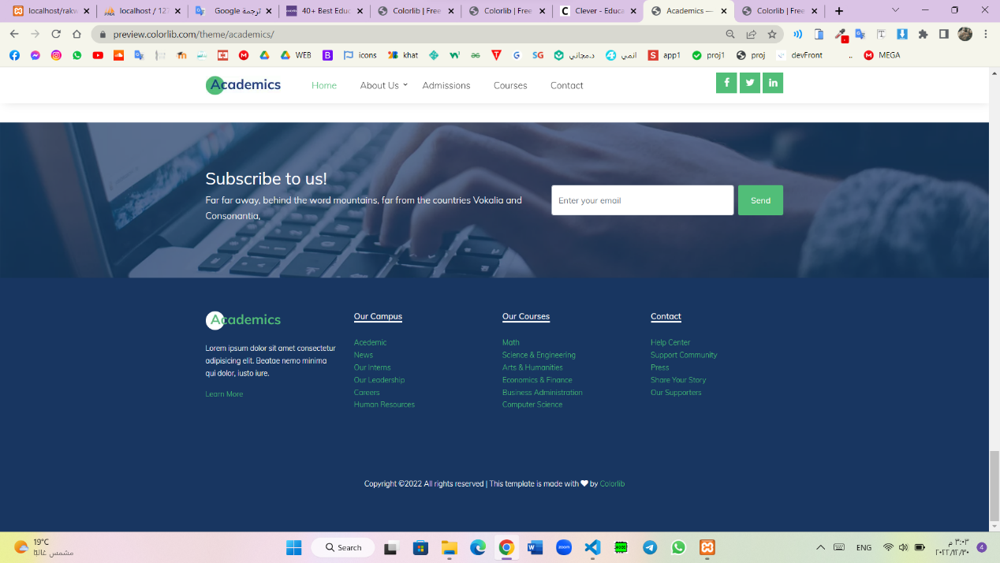 localhost/rakw
localhost / 12
ترجمة Google
40+ Best Educ
Colorlib | Free
Colorlib | Free
Clever - Educa
Academics —
Colorlib | Free
preview.colorlib.com/theme/academics/
WEB
icons
khat
د.مجاني
انمي
app1
proj1
proj
devFront
..
MEGA
Academics
Home
About Us
Admissions
Courses
Contact
Subscribe to us!
Far far away, behind the word mountains, far from the countries Vokalia and
Consonantia,
Enter your email
Send
Academics
Lorem ipsum dolor sit amet consectetur
adipisicing elit. Beatae nemo minima
qui dolor, iusto iure.
Learn More
Our Campus
Acedemic
News
Our Interns
Our Leadership
Careers
Human Resources
Our Courses
Math
Science & Engineering
Arts & Humanities
Economics & Finance
Business Administration
Computer Science
Contact
Help Center
Support Community
Press
Share Your Story
Our Supporters
Copyright ©2022 All rights reserved | This template is made with ♥ by Colorlib
19°C
مشمس غالبًا
Search
ENG
٣:٠٣ م
4